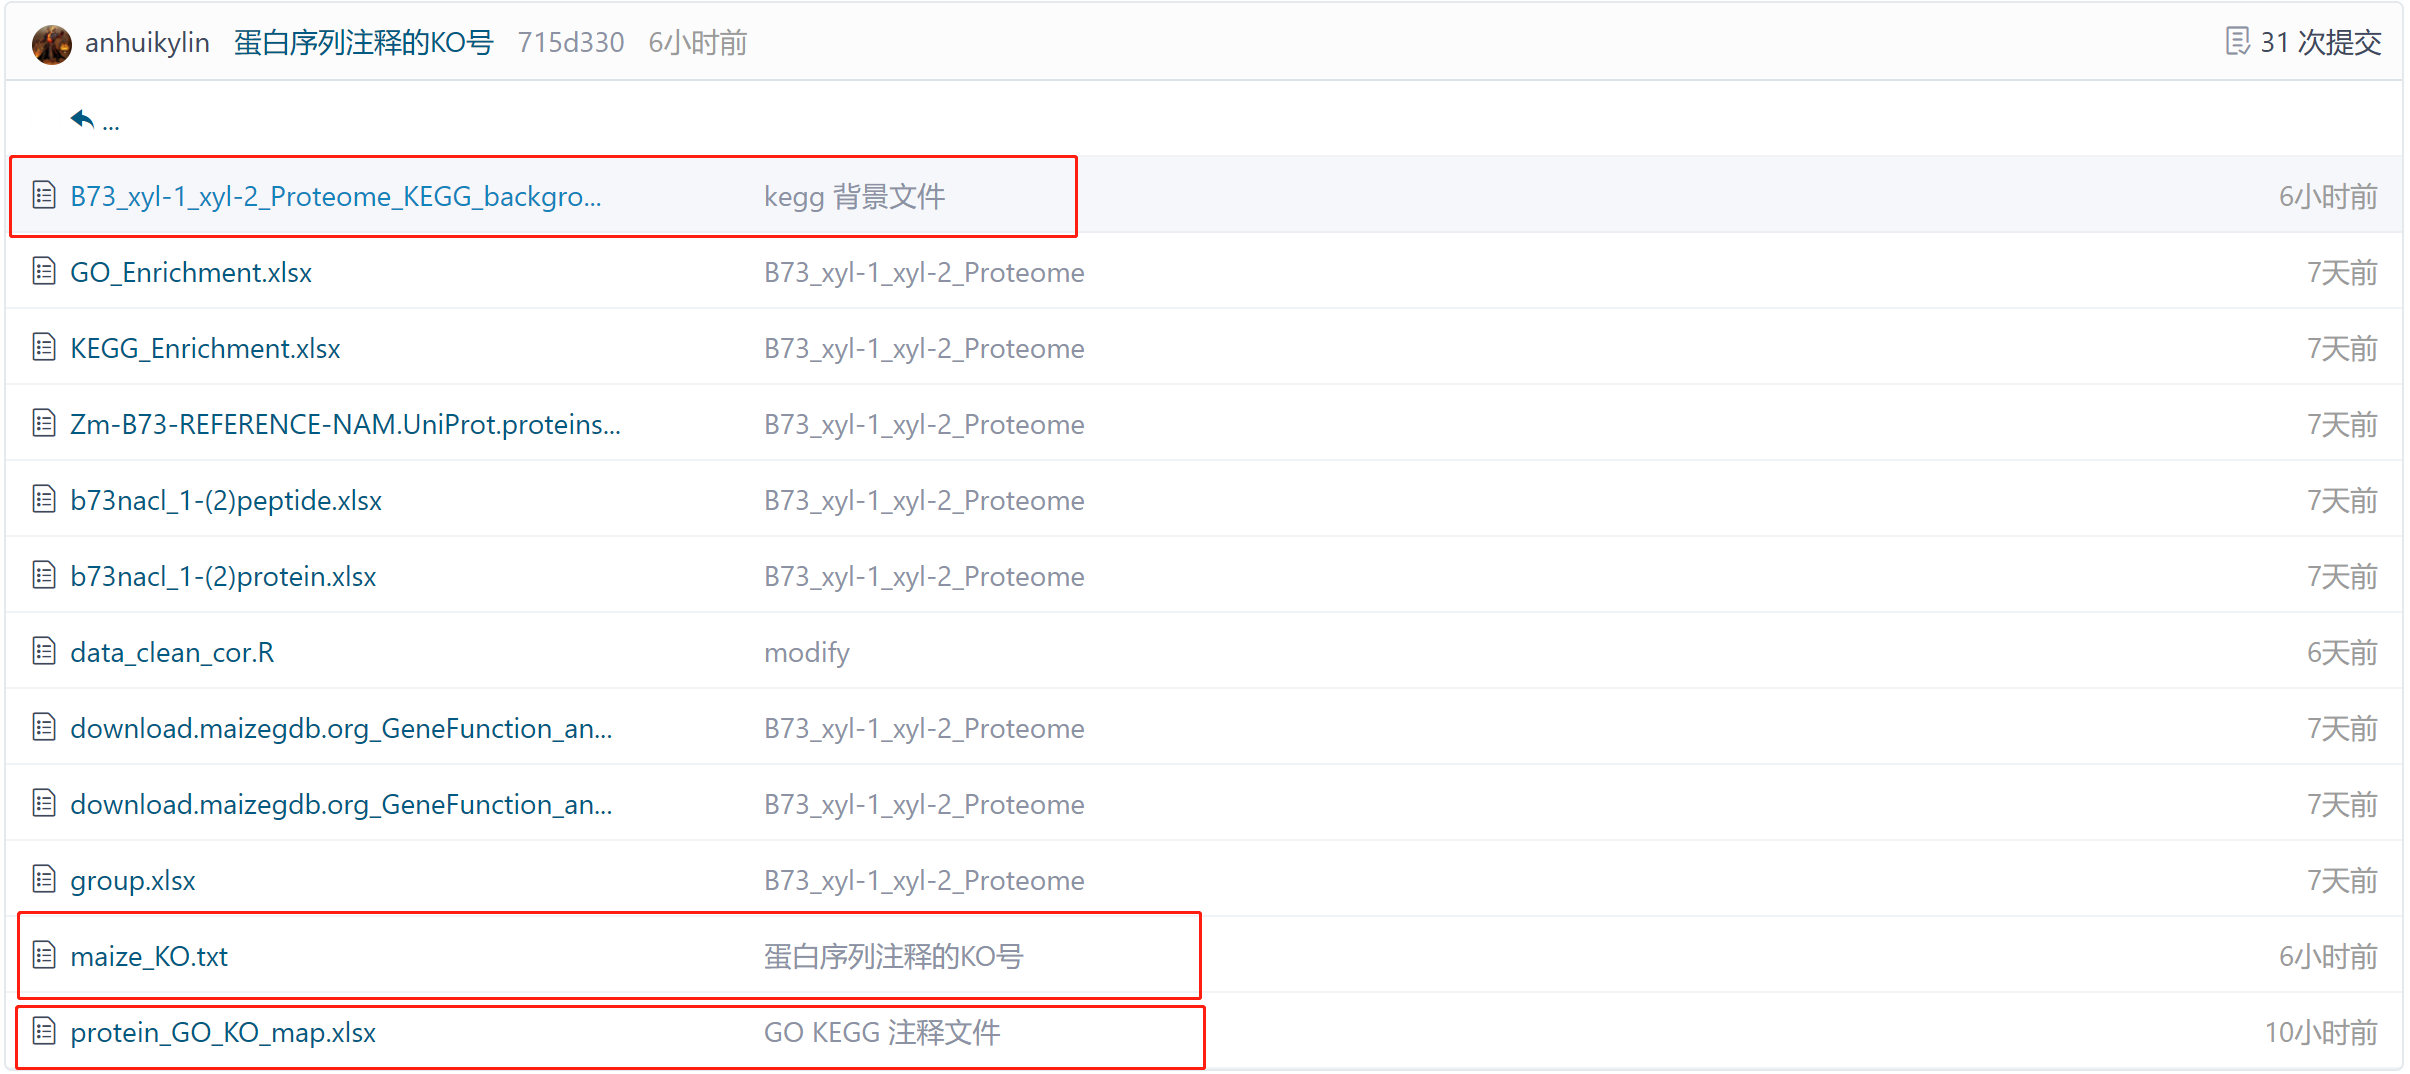 anhuikylin 蛋白序列注释的KO号 715d330 6小时前 31 次提交
...
B73_xyl-1_xyl-2_Proteome_KEGG_backgro... kegg 背景文件 6小时前
GO_Enrichment.xlsx B73_xyl-1_xyl-2_Proteome 7天前
KEGG_Enrichment.xlsx B73_xyl-1_xyl-2_Proteome 7天前
Zm-B73-REFERENCE-NAM.UniProt.proteins... B73_xyl-1_xyl-2_Proteome 7天前
b73nacl_1-(2)peptide.xlsx B73_xyl-1_xyl-2_Proteome 7天前
b73nacl_1-(2)protein.xlsx B73_xyl-1_xyl-2_Proteome 7天前
data_clean_cor.R modify 6天前
download.maizegdb.org_GeneFunction_an... B73_xyl-1_xyl-2_Proteome 7天前
download.maizegdb.org_GeneFunction_an... B73_xyl-1_xyl-2_Proteome 7天前
group.xlsx B73_xyl-1_xyl-2_Proteome 7天前
maize_KO.txt 蛋白序列注释的KO号 6小时前
protein_GO_KO_map.xlsx GO KEGG 注释文件 10小时前